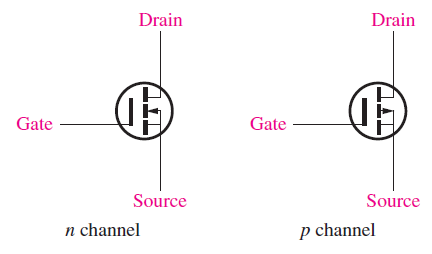 Drain
Drain
Gate
Gate
Source
Source
n channel
p channel